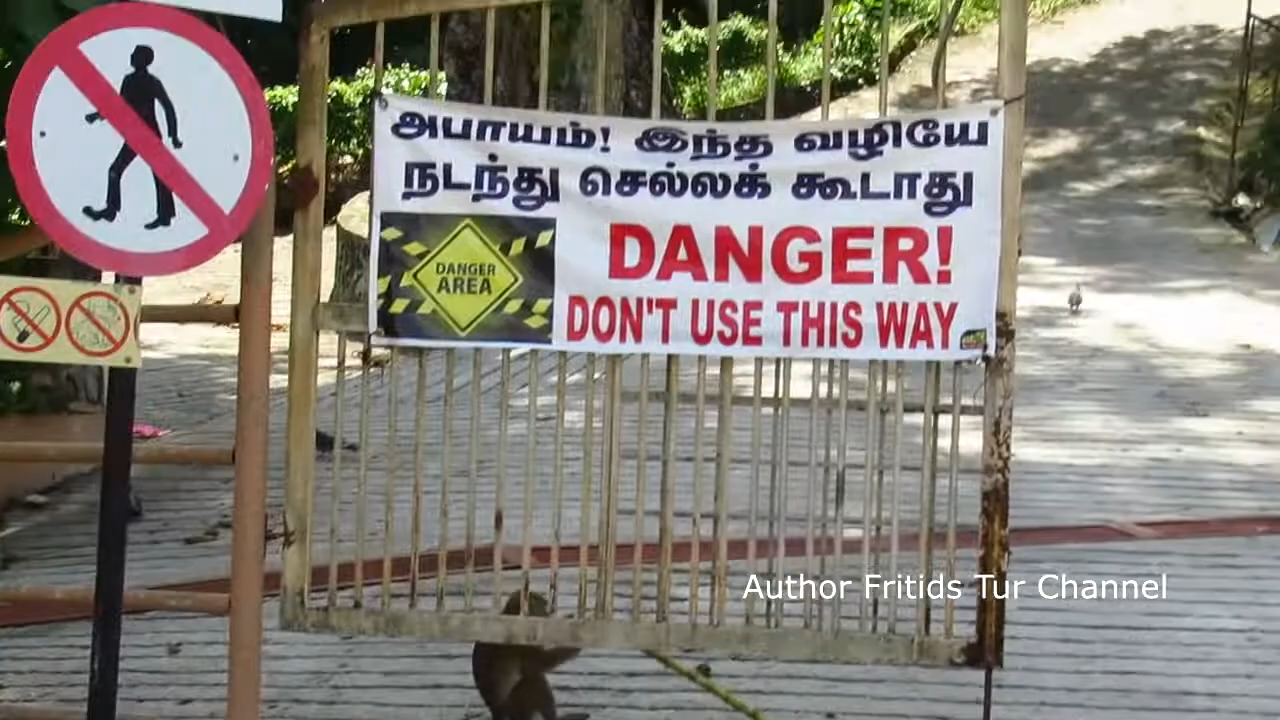 அபாயம்! இந்த வழியே
நடந்து செல்லக் கூடாது
DANGER
AREA
DANGER!
DON'T USE THIS WAY
Author Fritids Tur Channel